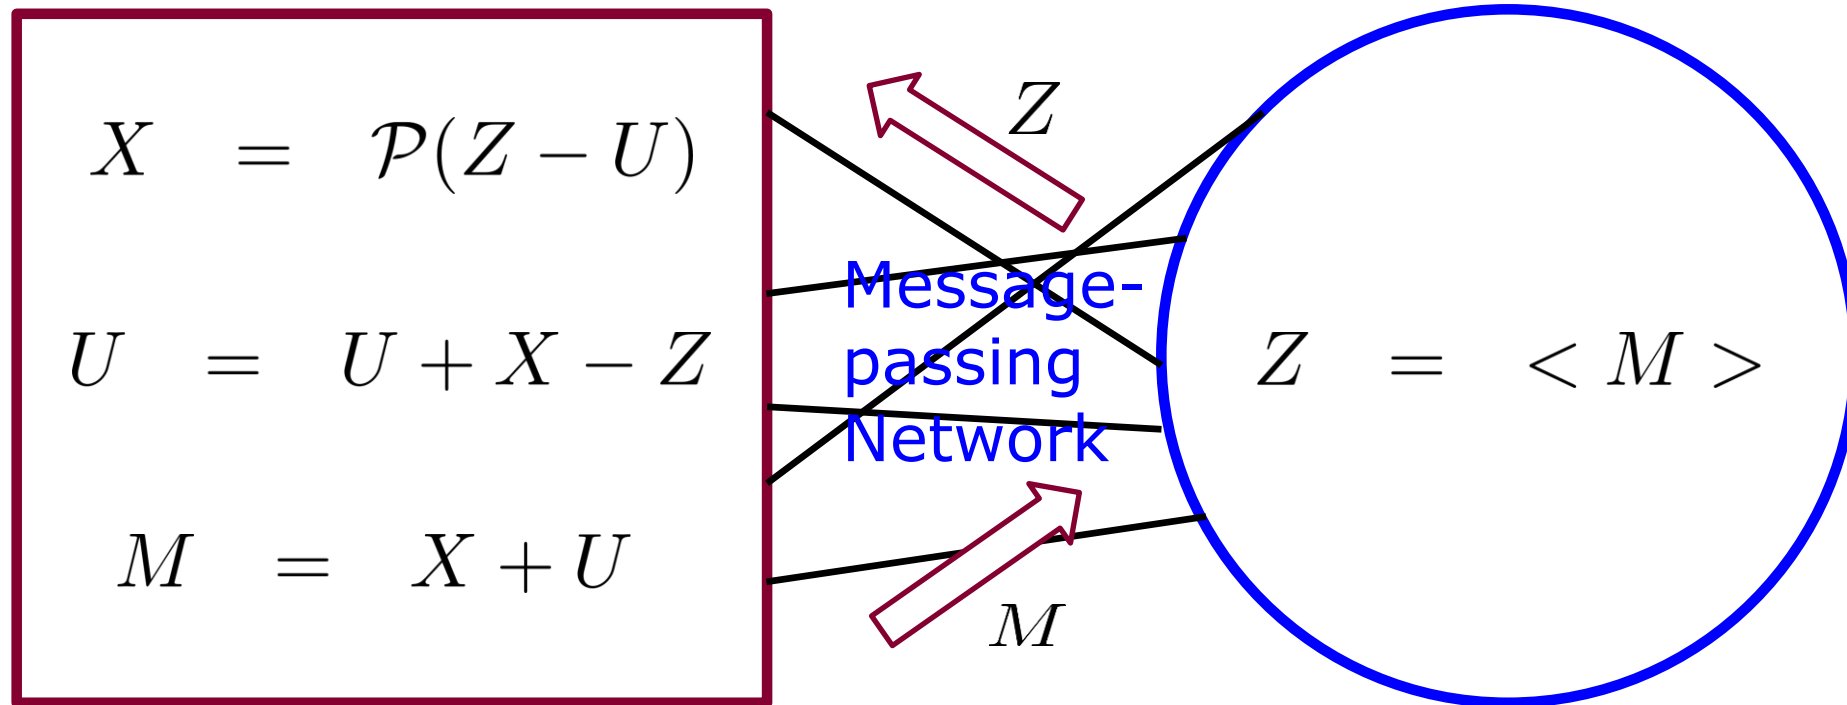 X = 𝒫(Z − U)
U = U + X − Z
M = X + U
Z
Message-
passing
Network
M
Z = < M >